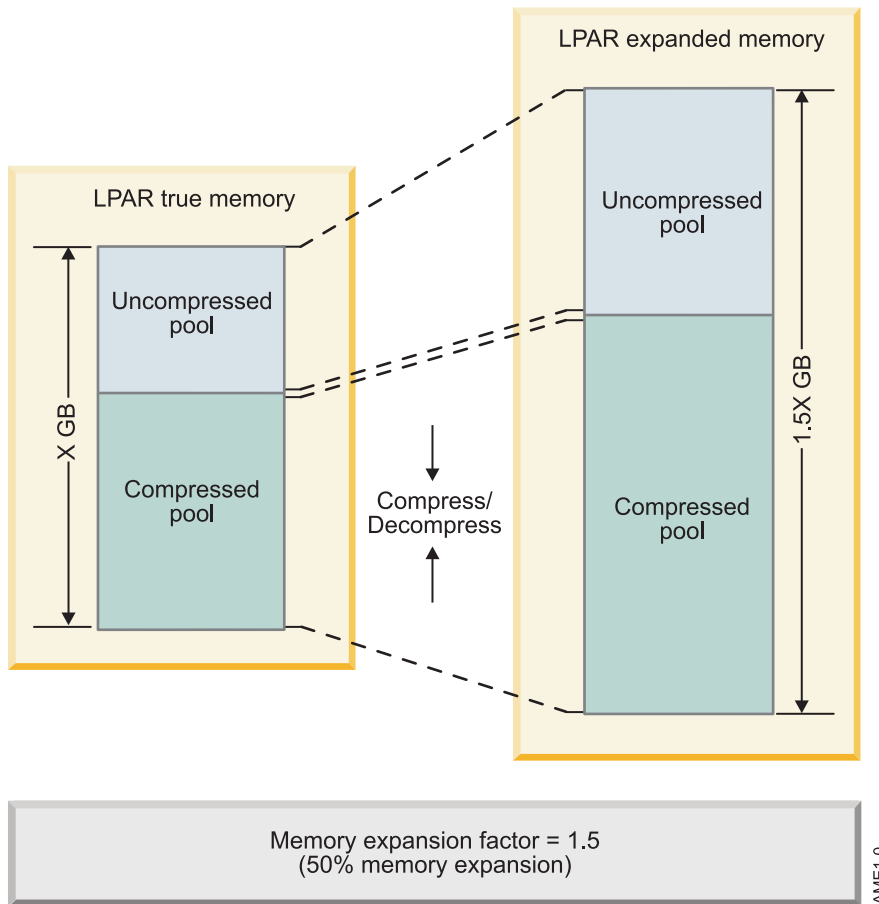 LPAR expanded memory
LPAR true memory
Uncompressed
pool
Uncompressed
pool
X GB
1.5X GB
Compressed
pool
Compress/
Decompress
Compressed
pool
Memory expansion factor = 1.5
(50% memory expansion)